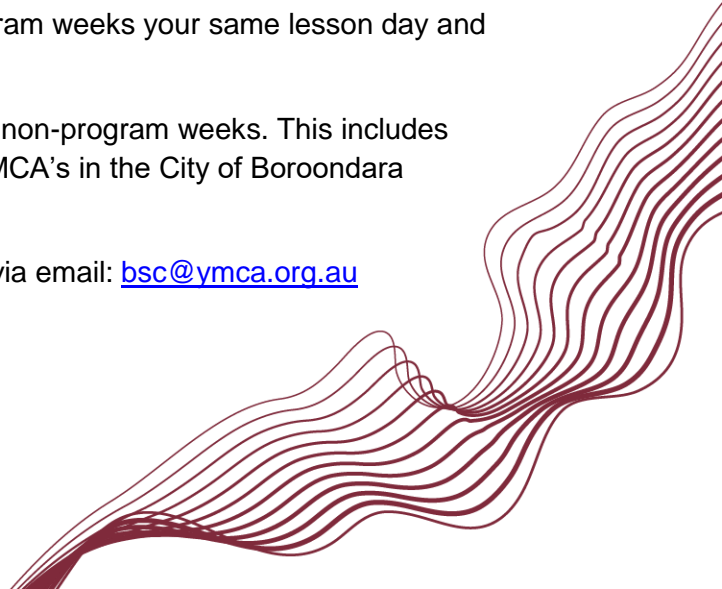 ram weeks your same lesson day and
non-program weeks. This includes
MCA's in the City of Boroondara
via email: bsc@ymca.org.au